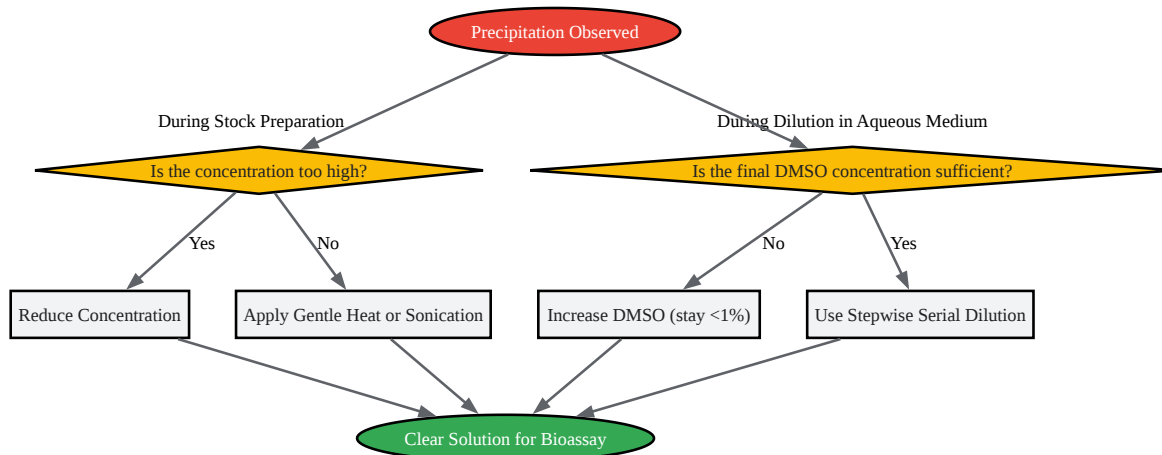 Precipitation Observed
During Stock Preparation
During Dilution in Aqueous Medium
Is the concentration too high?
Is the final DMSO concentration sufficient?
Yes
No
No
Yes
Reduce Concentration
Apply Gentle Heat or Sonication
Increase DMSO (stay <1%)
Use Stepwise Serial Dilution
Clear Solution for Bioassay